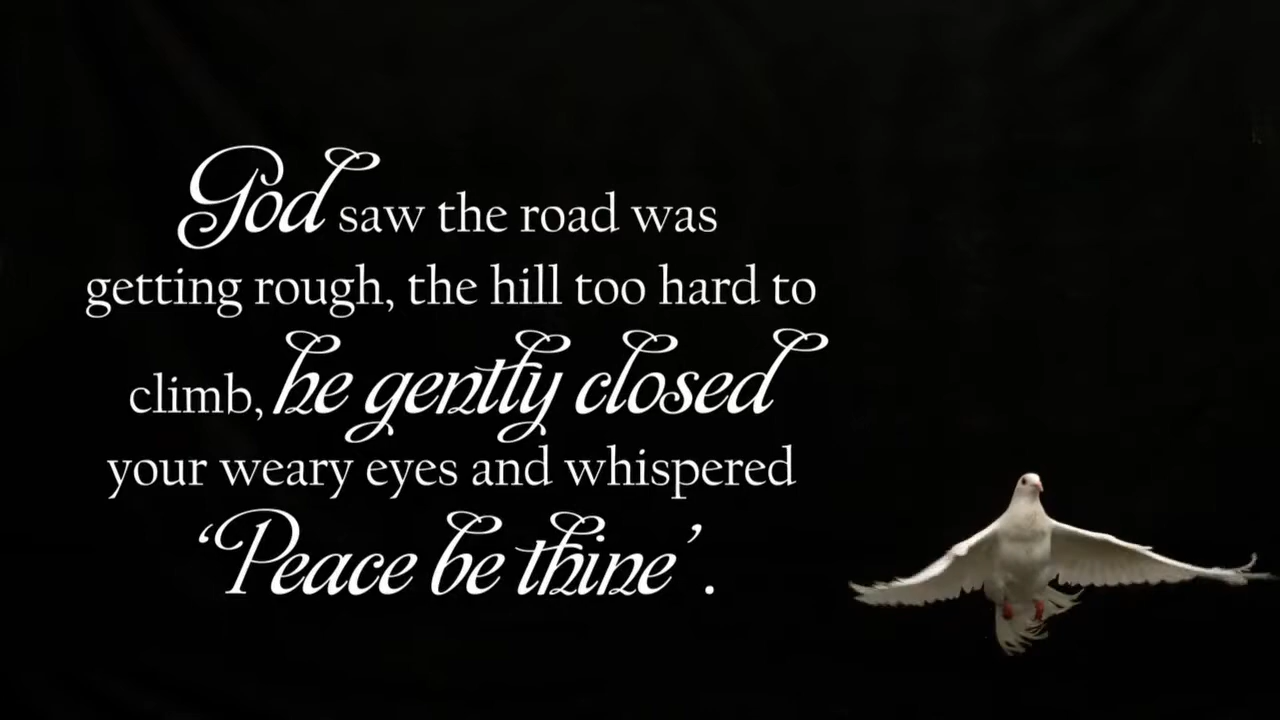 God saw the road was
getting rough, the hill too hard to
climb, he gently closed
your weary eyes and whispered
‘Peace be thine’.